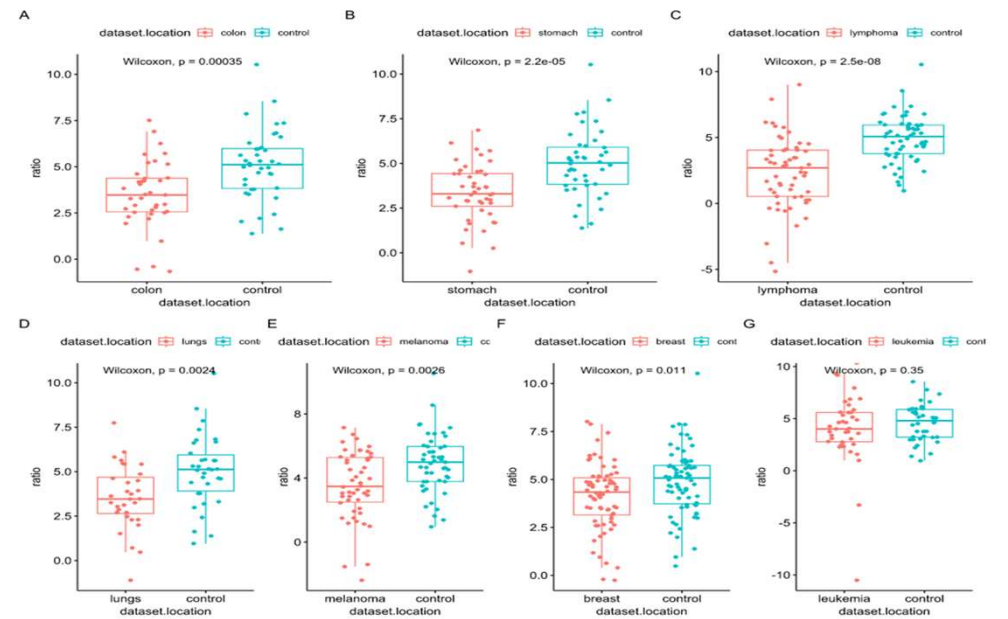 A
dataset.location colon control
Wilcoxon, p = 0.00035
10.0
7.5
5.0
2.5
0.0
ratio
colon control
dataset.location
B
dataset.location stomach control
Wilcoxon, p = 2.2e-05
10.0
7.5
5.0
2.5
0.0
ratio
stomach control
dataset.location
C
dataset.location lymphoma control
Wilcoxon, p = 2.5e-08
10
5
0
-5
ratio
lymphoma control
dataset.location
D
dataset.location lungs cont
Wilcoxon, p = 0.0024
10.0
7.5
5.0
2.5
0.0
ratio
lungs control
dataset.location
E
dataset.location melanoma cc
Wilcoxon, p = 0.0026
8
4
0
ratio
melanoma control
dataset.location
F
dataset.location breast cont
Wilcoxon, p = 0.011
10.0
7.5
5.0
2.5
0.0
ratio
breast control
dataset.location
G
dataset.location leukemia cont
Wilcoxon, p = 0.35
10
5
0
-5
-10
ratio
leukemia control
dataset.location